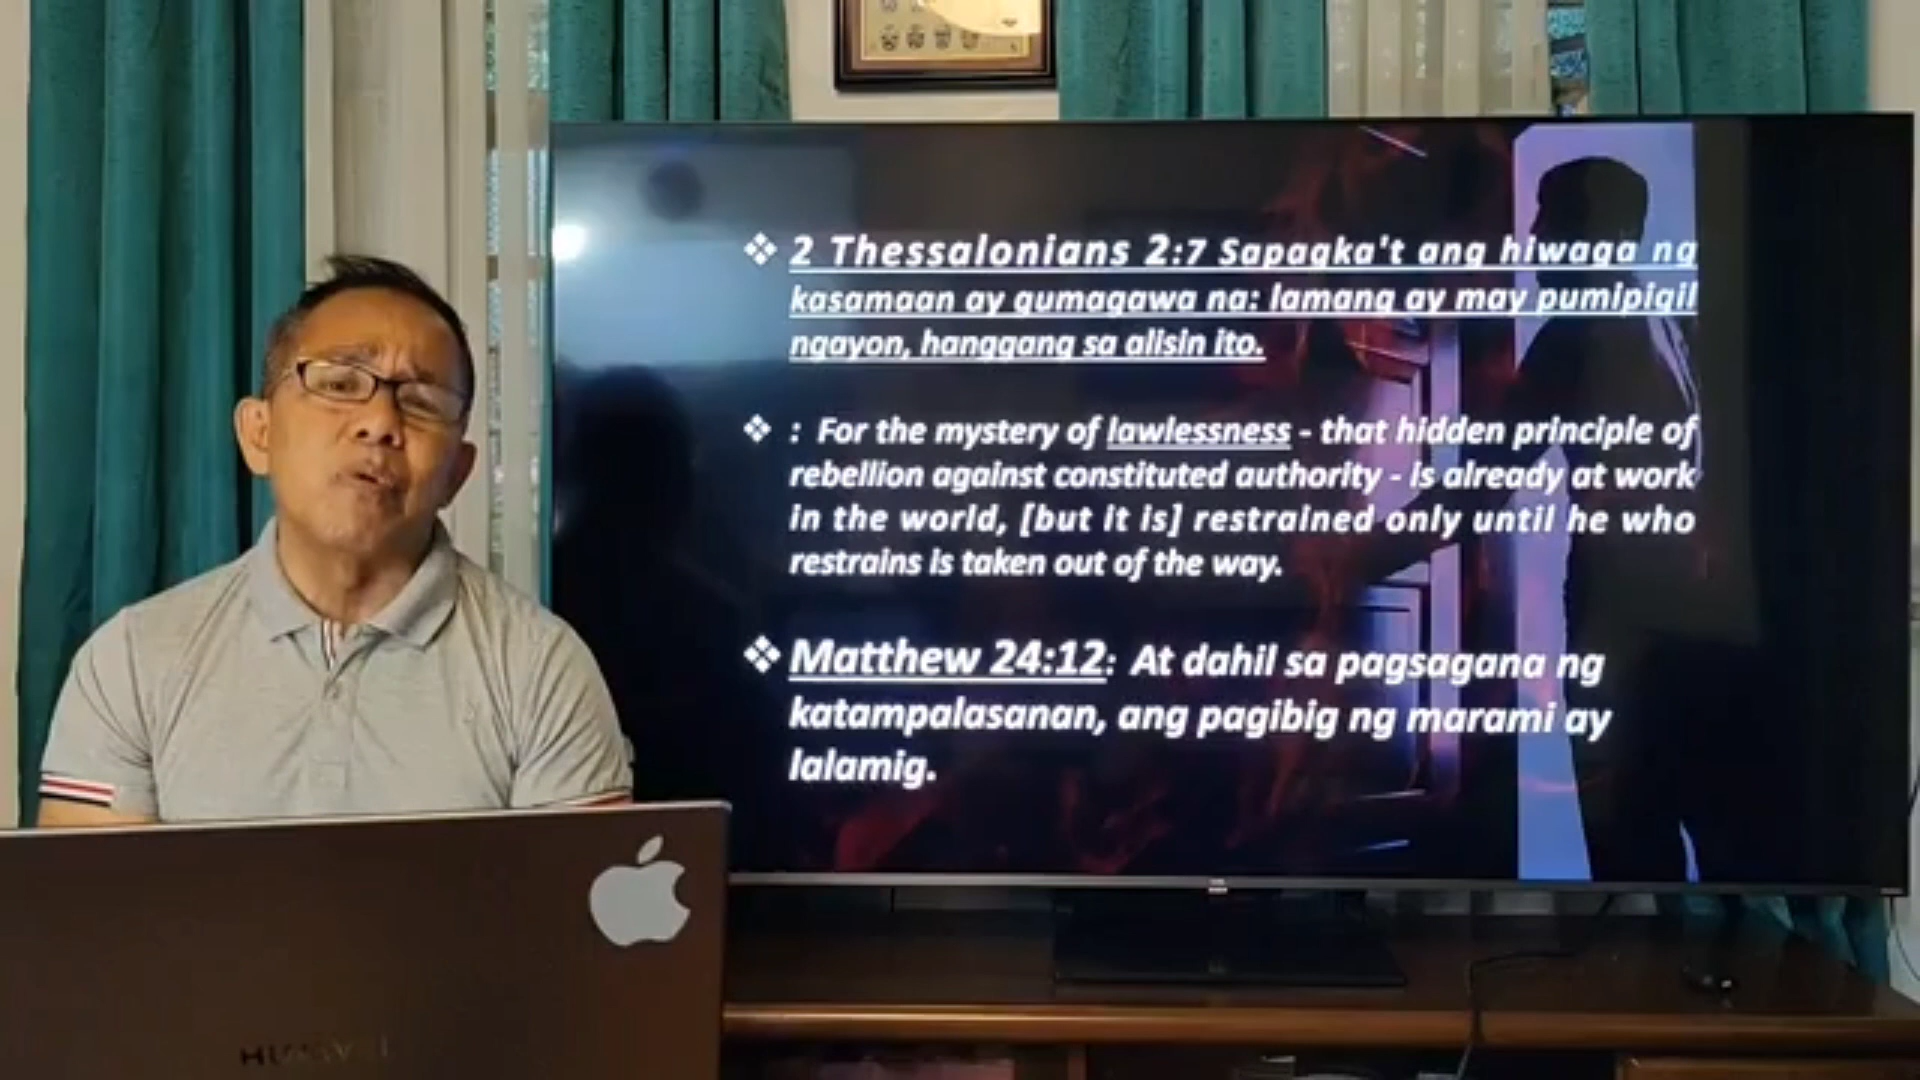 ❖ 2 Thessalonians 2:7 Sapagka't ang hiwaga ng
kasamaan ay gumagawa na: lamang ay may pumipigil
ngayon, hanggang sa alisin ito.
❖ : For the mystery of lawlessness - that hidden principle of
rebellion against constituted authority - is already at work
in the world, [but it is] restrained only until he who
restrains is taken out of the way.
❖ Matthew 24:12: At dahil sa pagsagana ng
katampalasanan, ang pagibig ng marami ay
lalamig.